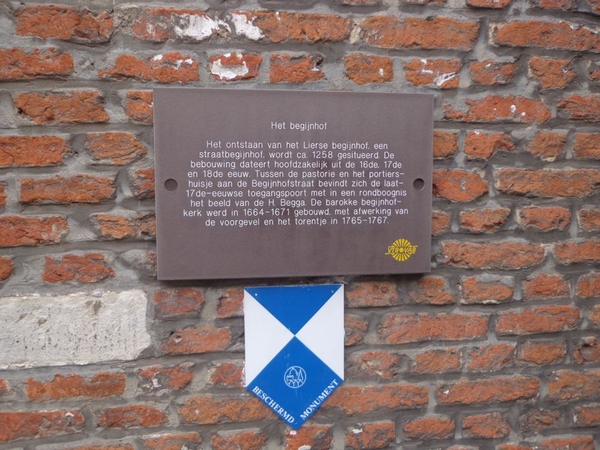 Het begijnhof
Het ontstaan van het Lierse begijnhof, een
straatbegijnhof, wordt ca. 1258 gesitueerd. De
bebouwing dateert hoofdzakelijk uit de 16de, 17de
en 18de eeuw. Tussen de pastorie en het portiers-
huisje aan de Begijnhofstraat bevindt zich de laat-
17de-eeuwse toegangspoort met in een rondboognis
het beeld van de H. Begga. De barokke begijnhof-
kerk werd in 1664-1671 gebouwd, met afwerking van
de voorgevel en het torentje in 1765-1767.
BESCHERMD MONUMENT